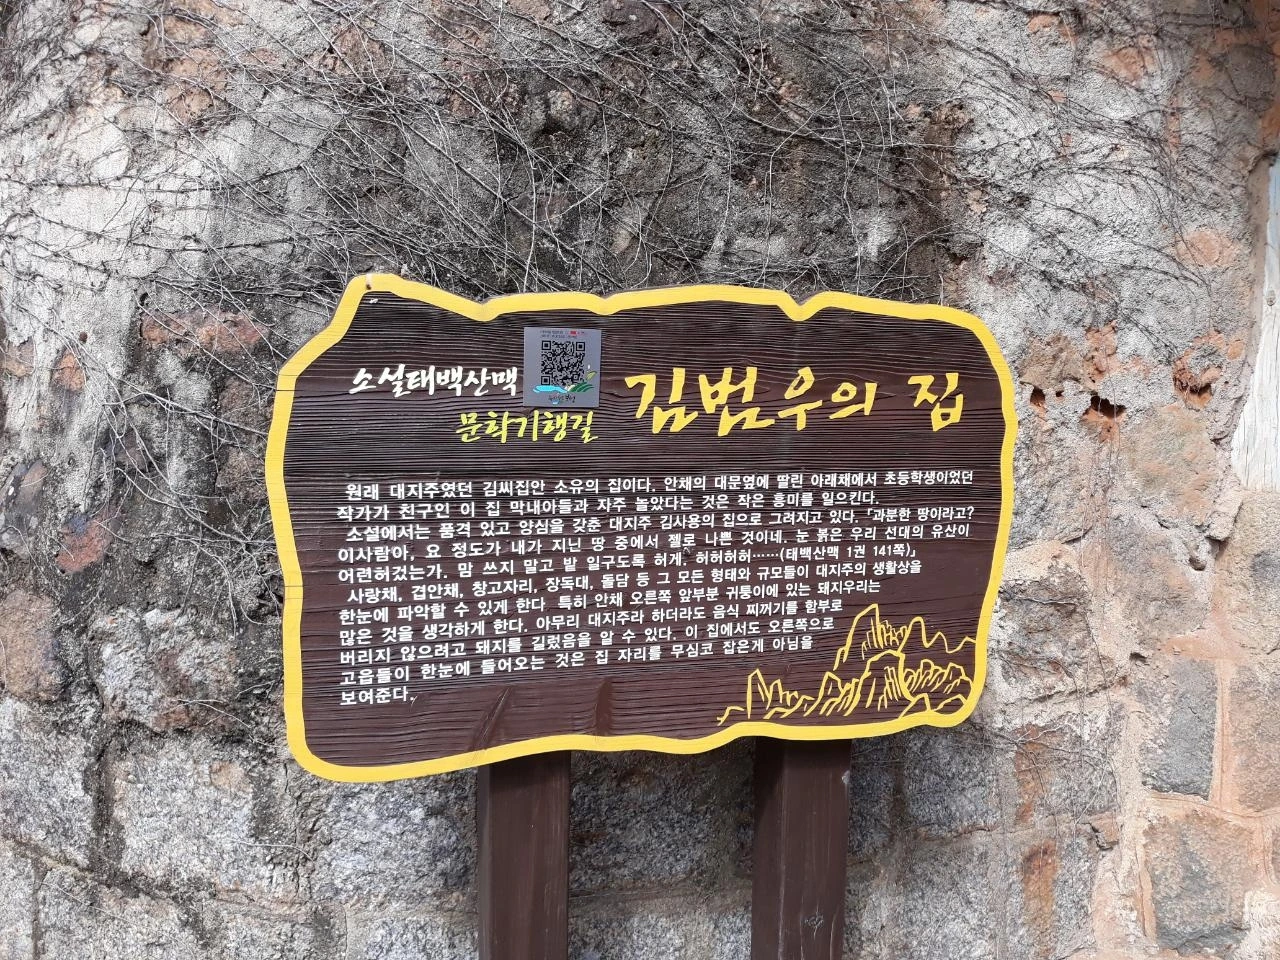 소설태백산맥
문학기행길
김범우의 집
원래 대지주였던 김씨집안 소유의 집이다. 안채의 대문옆에 딸린 아래채에서 초등학생이었던
작가가 친구인 이 집 막내아들과 자주 놀았다는 것은 작은 흥미를 일으킨다.
소설에서는 품격 있고 양심을 갖춘 대지주 김사용의 집으로 그려지고 있다. 「과분한 땅이라고?
이사람아, 요 정도가 내가 지닌 땅 중에서 젤로 나쁜 것이네. 눈 붉은 우리 선대의 유산이
어련허겄는가. 맘 쓰지 말고 밭 일구도록 허게. 허허허허……(태백산맥 1권 141쪽)」
사랑채, 겹안채, 창고자리, 장독대, 돌담 등 그 모든 형태와 규모들이 대지주의 생활상을
한눈에 파악할 수 있게 한다 특히 안채 오른쪽 앞부분 귀퉁이에 있는 돼지우리는
많은 것을 생각하게 한다. 아무리 대지주라 하더라도 음식 찌꺼기를 함부로
버리지 않으려고 돼지를 길렀음을 알 수 있다. 이 집에서도 오른쪽으로
고읍들이 한눈에 들어오는 것은 집 자리를 무심코 잡은게 아님을
보여준다.